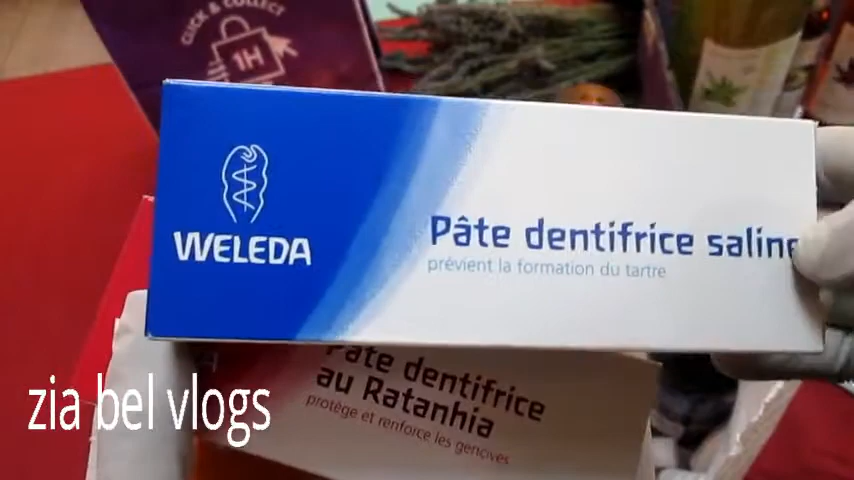 CLICK & COLLECT
1H
WELEDA
Pâte dentifrice saline
prévient la formation du tartre
Pâte dentifrice
au Ratanhia
protège et renforce les gencives
zia bel vlogs